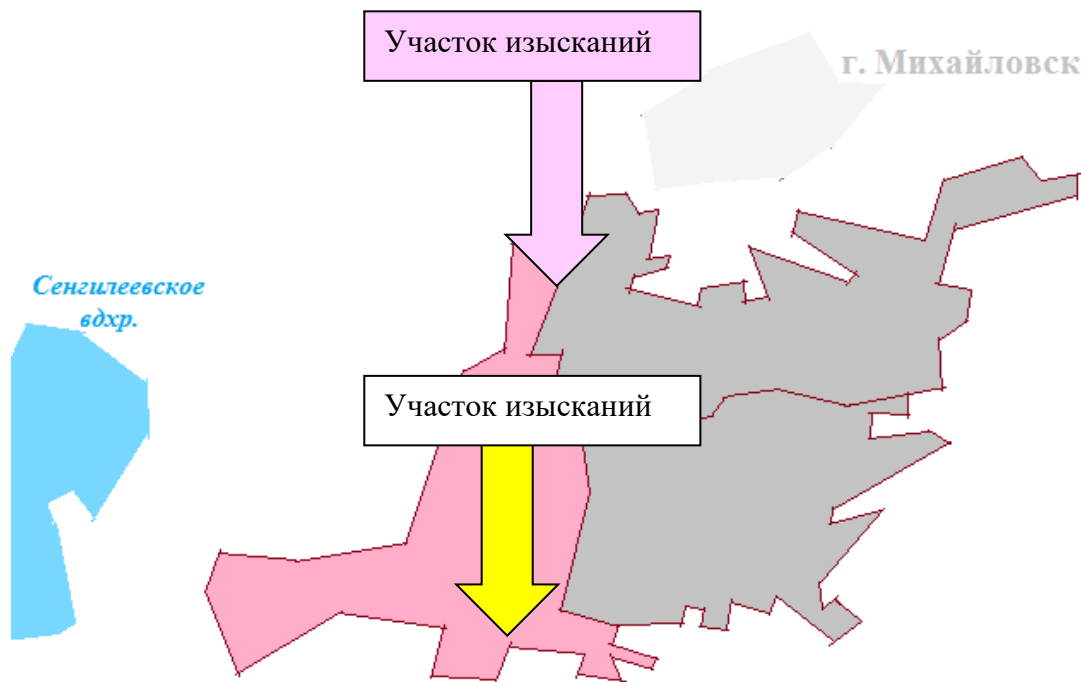 Участок изысканий
г. Михайловск
Сенгилеевское
вдхр.
Участок изысканий